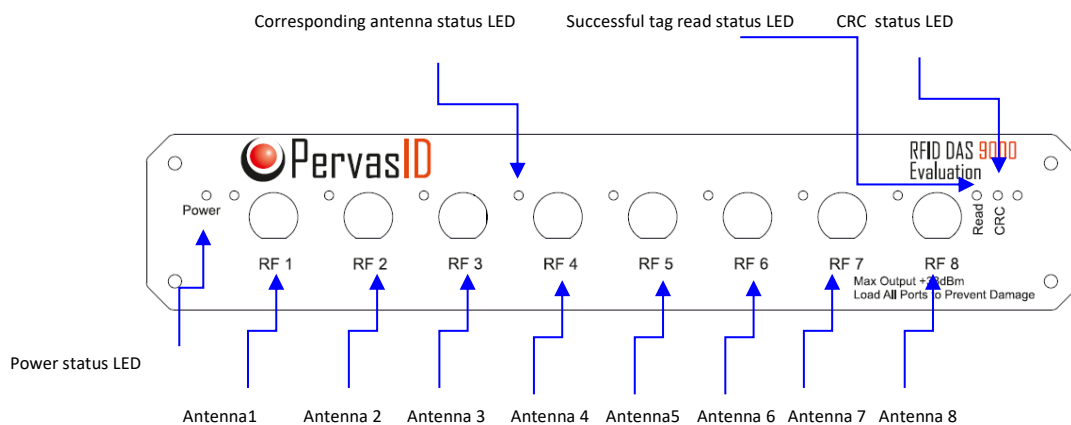 Corresponding antenna status LED
Successful tag read status LED
CRC status LED
PervasID
RFID DAS 9000
Evaluation
Power
Read
CRC
RF 1
RF 2
RF 3
RF 4
RF 5
RF 6
RF 7
RF 8
Max Output
Load All Ports to Prevent Damage
Power status LED
Antenna1
Antenna 2
Antenna 3
Antenna 4
Antenna5
Antenna 6
Antenna 7
Antenna 8